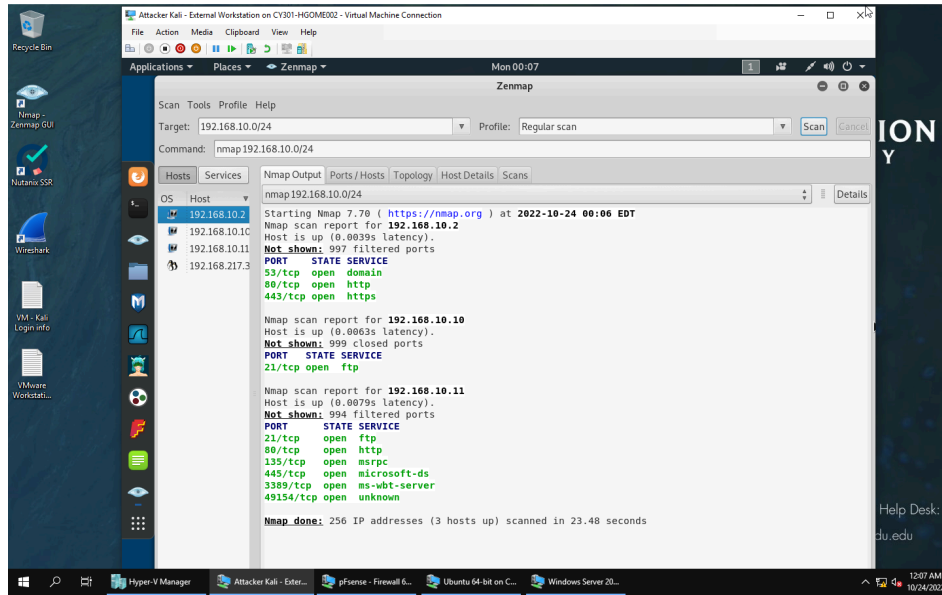 Attacker Kali - External Workstation on CY301-HGOME002 - Virtual Machine Connection
File Action Media Clipboard View Help
Recycle Bin
Applications Places Zenmap Mon 00:07 1
Zenmap
Scan Tools Profile Help
Nmap -
Zenmap GUI
Target: 192.168.10.0/24 Profile: Regular scan Scan Cancel
Command: nmap 192.168.10.0/24
ION
Y
Hosts Services Nmap Output Ports / Hosts Topology Host Details Scans
Nutanix SSR
OS Host nmap 192.168.10.0/24 Details
192.168.10.2
192.168.10.10
192.168.10.11
192.168.217.3
Starting Nmap 7.70 ( https://nmap.org ) at 2022-10-24 00:06 EDT
Nmap scan report for 192.168.10.2
Host is up (0.0039s latency).
Not shown: 997 filtered ports
PORT STATE SERVICE
53/tcp open domain
80/tcp open http
443/tcp open https
Wireshark
VM - Kali
Login info
Nmap scan report for 192.168.10.10
Host is up (0.0063s latency).
Not shown: 999 closed ports
PORT STATE SERVICE
21/tcp open ftp
VMware
Workstati...
Nmap scan report for 192.168.10.11
Host is up (0.0079s latency).
Not shown: 994 filtered ports
PORT STATE SERVICE
21/tcp open ftp
80/tcp open http
135/tcp open msrpc
445/tcp open microsoft-ds
3389/tcp open ms-wbt-server
49154/tcp open unknown
Nmap done: 256 IP addresses (3 hosts up) scanned in 23.48 seconds
Help Desk:
du.edu
Hyper-V Manager Attacker Kali - Exter... pFsense - Firewall 6... Ubuntu 64-bit on C... Windows Server 20...
12:07 AM
10/24/202